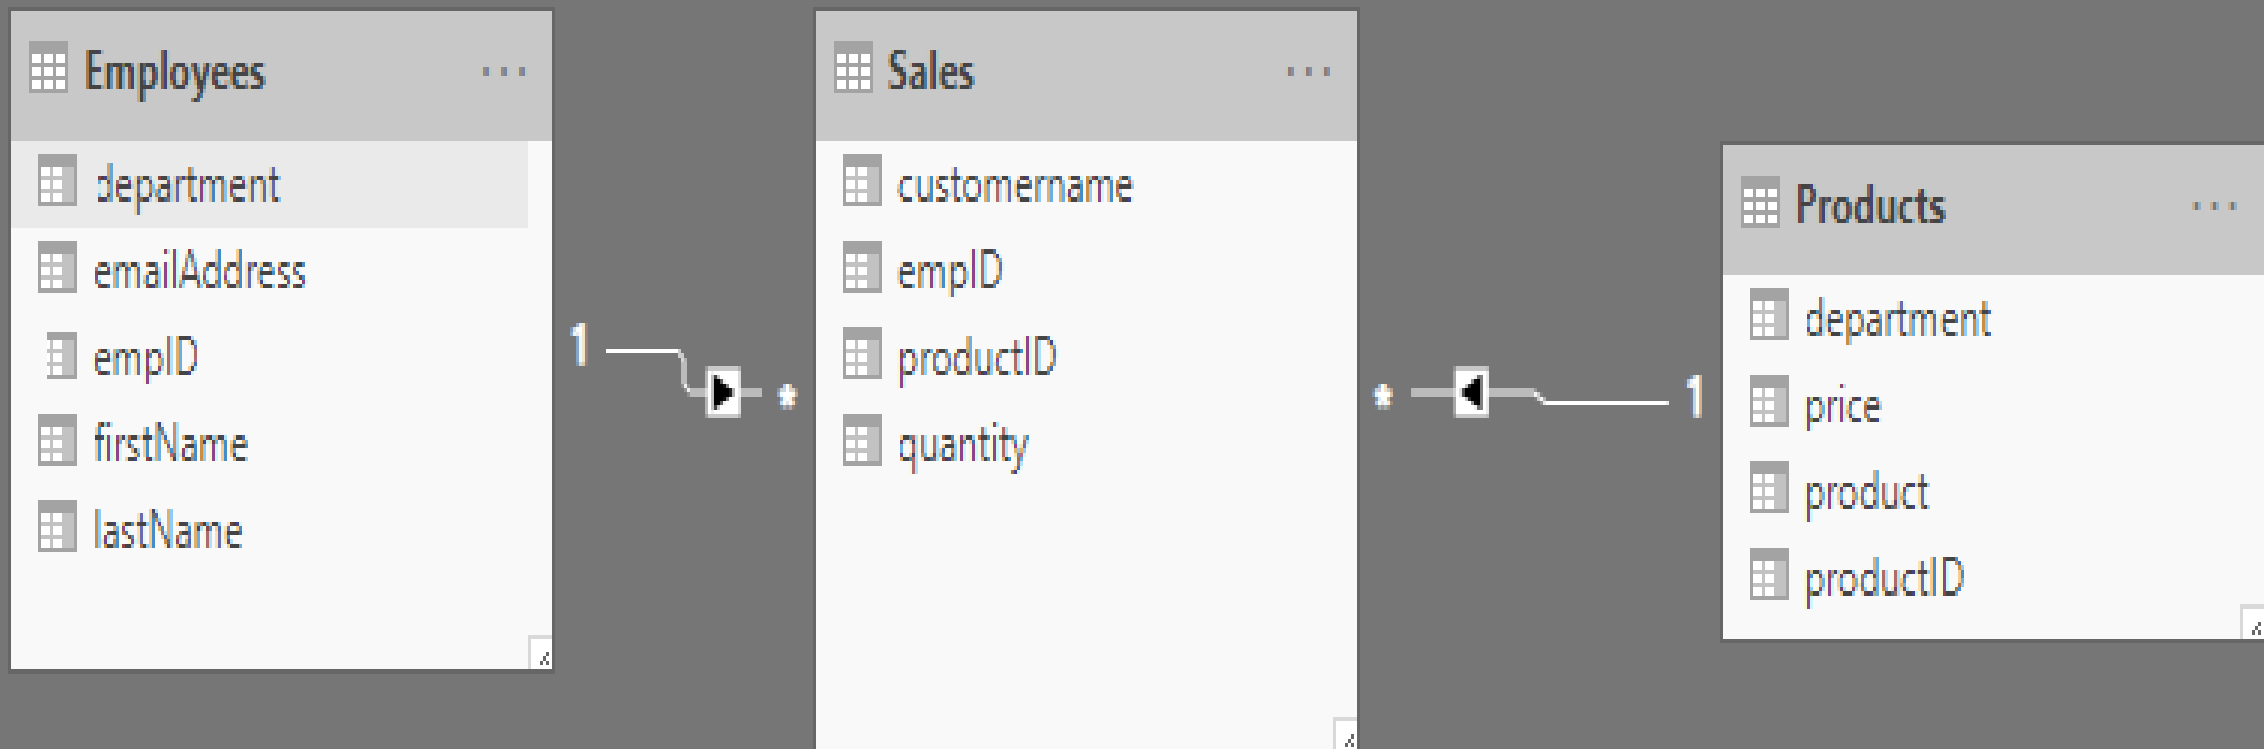 Employees
department
emailAddress
empID
firstName
lastName
1
*
Sales
customername
empID
productID
quantity
*
1
Products
department
price
product
productID